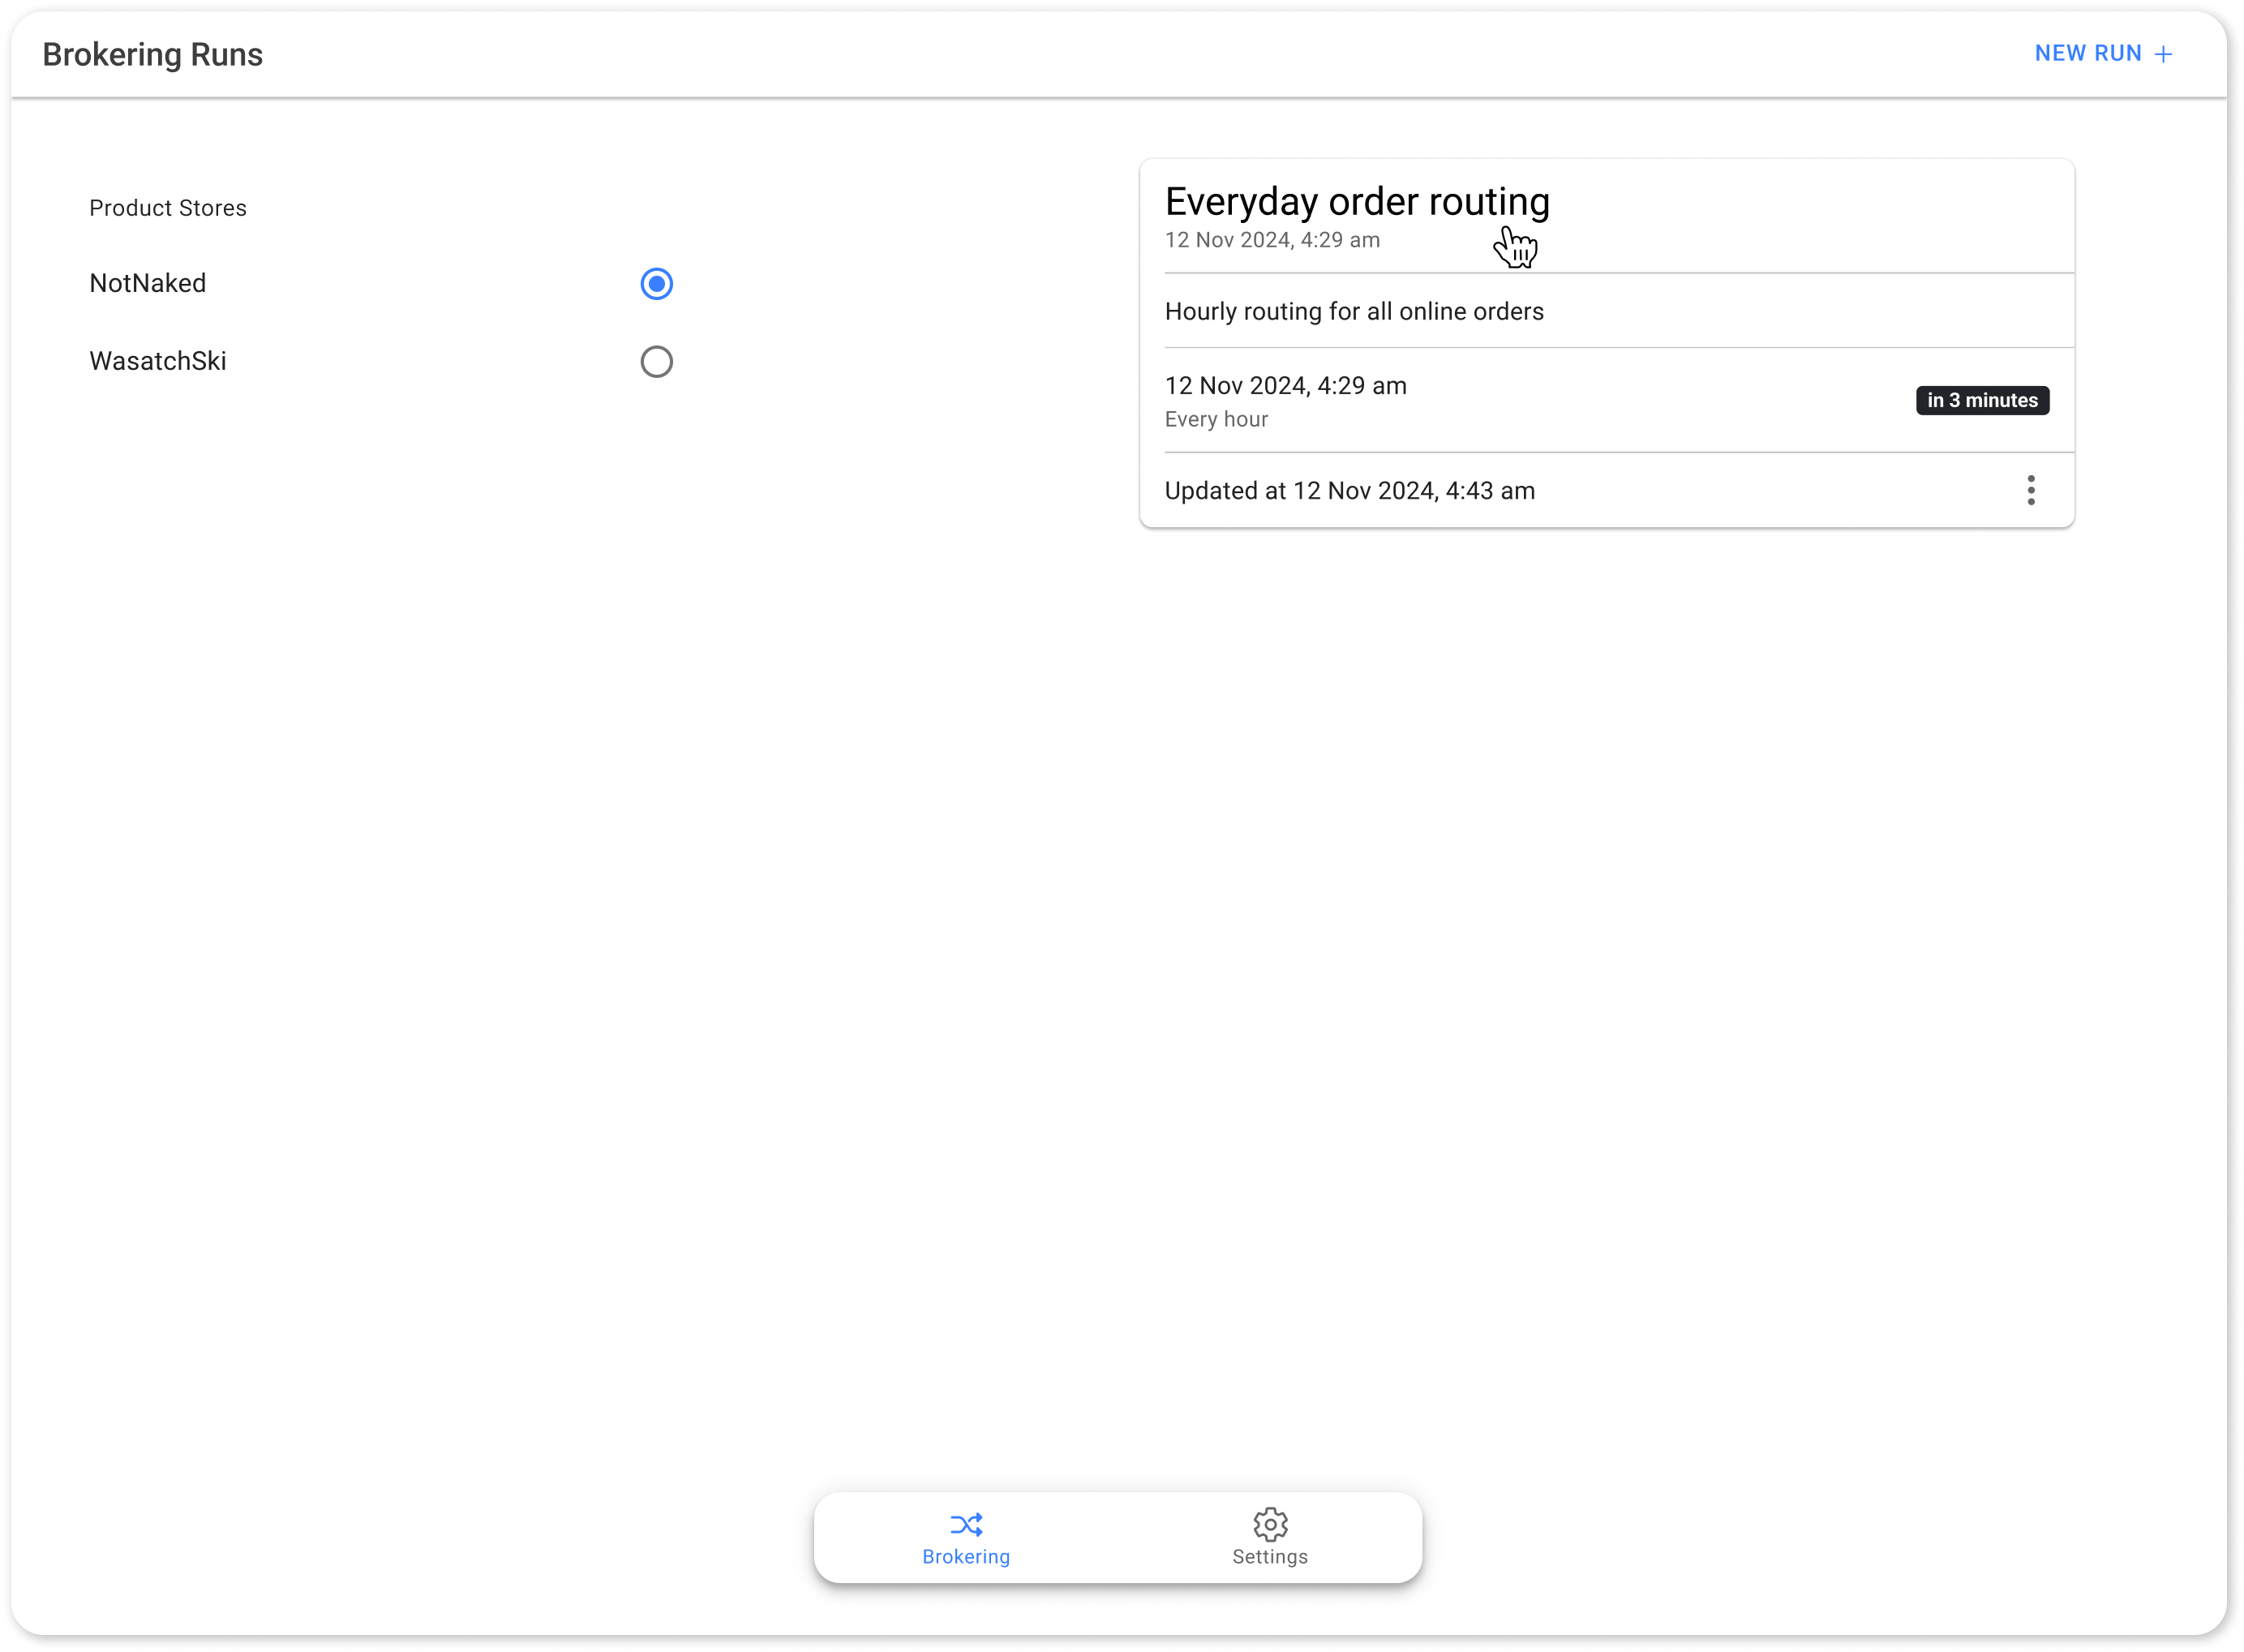 Brokering Runs
NEW RUN +
Product Stores
NotNaked
WasatchSki
Everyday order routing
12 Nov 2024, 4:29 am
Hourly routing for all online orders
12 Nov 2024, 4:29 am
Every hour
in 3 minutes
Updated at 12 Nov 2024, 4:43 am
Brokering
Settings